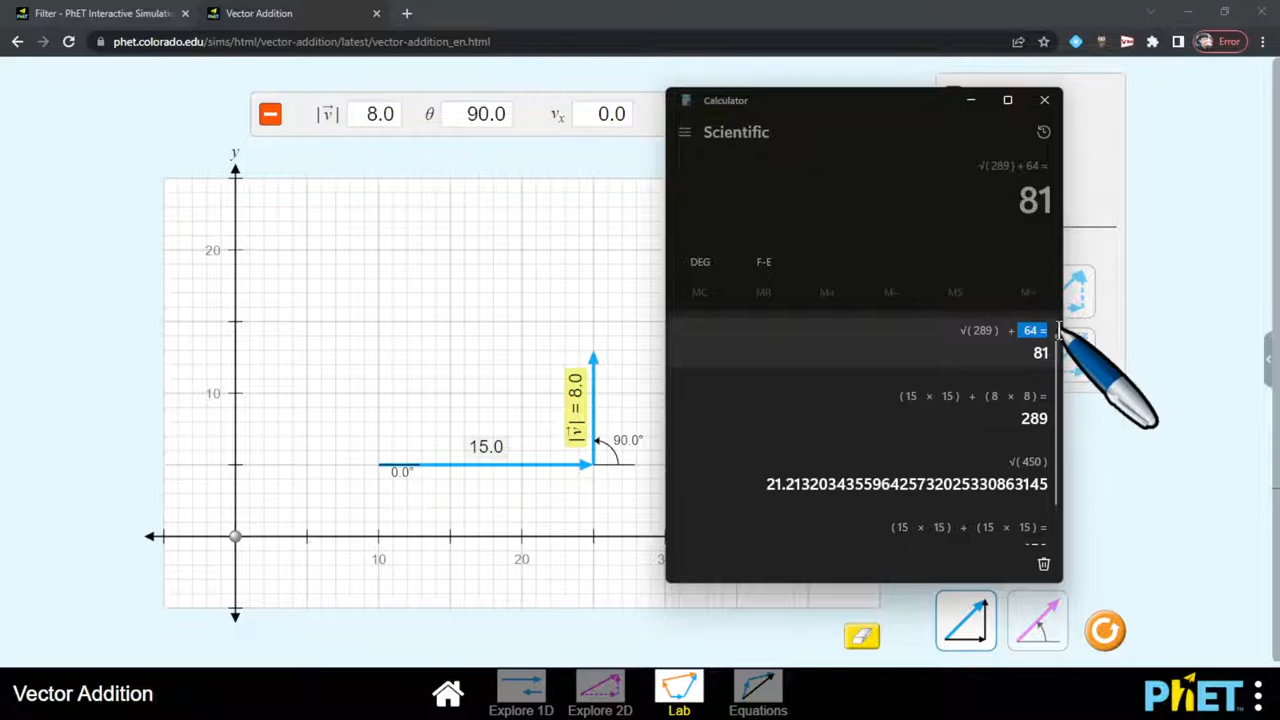 Filter - PhET Interactive Simulati
Vector Addition
phet.colorado.edu/sims/html/vector-addition/latest/vector-addition_en.html
Error
|v⃗| 8.0 θ 90.0 vx 0.0
Calculator
Scientific
√( 289 ) + 64 =
81
DEG F-E
MC MR M+ M− MS M˅
√( 289 ) + 64 =
81
( 15 × 15 ) + ( 8 × 8 ) =
289
√( 450 )
21.213203435596425732025330863145
( 15 × 15 ) + ( 15 × 15 ) =
y
20
10
|v⃗| = 8.0
90.0°
15.0
0.0°
10 20
Vector Addition
Explore 1D
Explore 2D
Lab
Equations
PhET